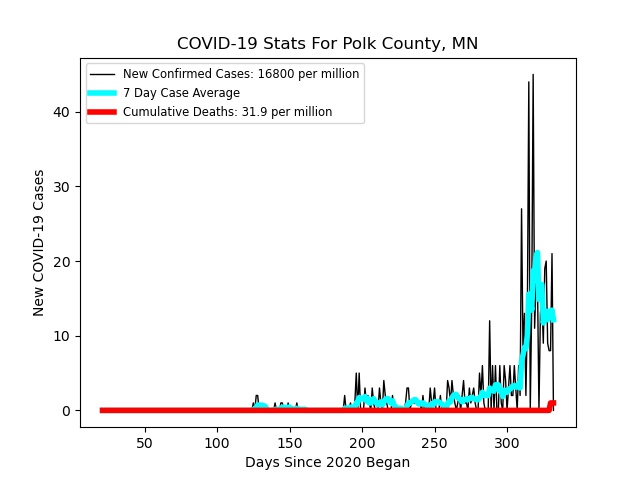 COVID-19 Stats For Polk County, MN
New Confirmed Cases: 16800 per million
7 Day Case Average
Cumulative Deaths: 31.9 per million
New COVID-19 Cases
40
30
20
10
0
50 100 150 200 250 300
Days Since 2020 Began